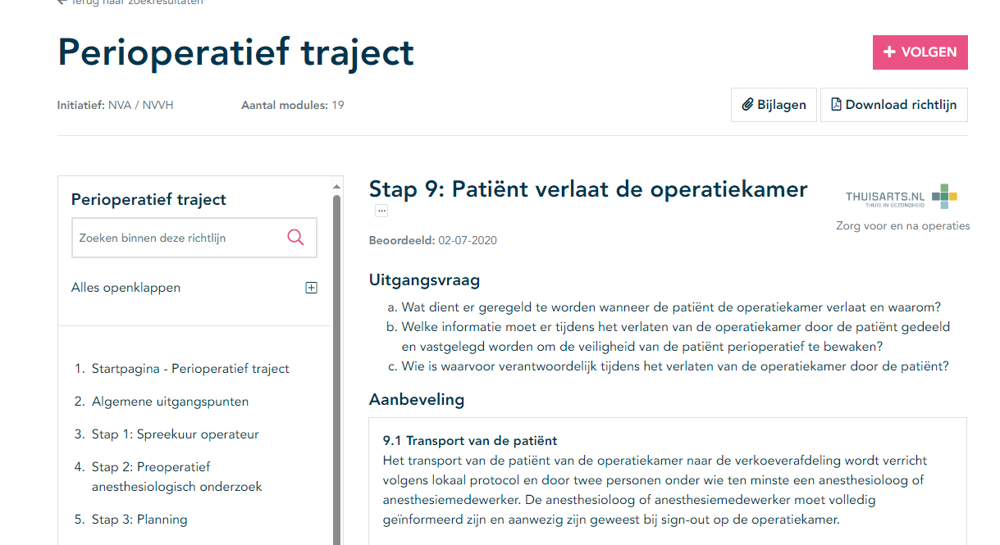 ← Terug naar zoekresultaten
Perioperatief traject
+ VOLGEN
Initiatief: NVA / NVVH
Aantal modules: 19
Bijlagen
Download richtlijn
Perioperatief traject
Zoeken binnen deze richtlijn
Alles openklappen
1. Startpagina - Perioperatief traject
2. Algemene uitgangspunten
3. Stap 1: Spreekuur operateur
4. Stap 2: Preoperatief
anesthesiologisch onderzoek
5. Stap 3: Planning
Stap 9: Patiënt verlaat de operatiekamer
...
THUISARTS.NL
THUIS IN GEZONDHEID
Zorg voor en na operaties
Beoordeeld: 02-07-2020
Uitgangsvraag
a. Wat dient er geregeld te worden wanneer de patiënt de operatiekamer verlaat en waarom?
b. Welke informatie moet er tijdens het verlaten van de operatiekamer door de patiënt gedeeld
en vastgelegd worden om de veiligheid van de patiënt perioperatief te bewaken?
c. Wie is waarvoor verantwoordelijk tijdens het verlaten van de operatiekamer door de patiënt?
Aanbeveling
9.1 Transport van de patiënt
Het transport van de patiënt van de operatiekamer naar de verkoeverafdeling wordt verricht
volgens lokaal protocol en door twee personen onder wie ten minste een anesthesioloog of
anesthesiemedewerker. De anesthesioloog of anesthesiemedewerker moet volledig
geïnformeerd zijn en aanwezig zijn geweest bij sign-out op de operatiekamer.